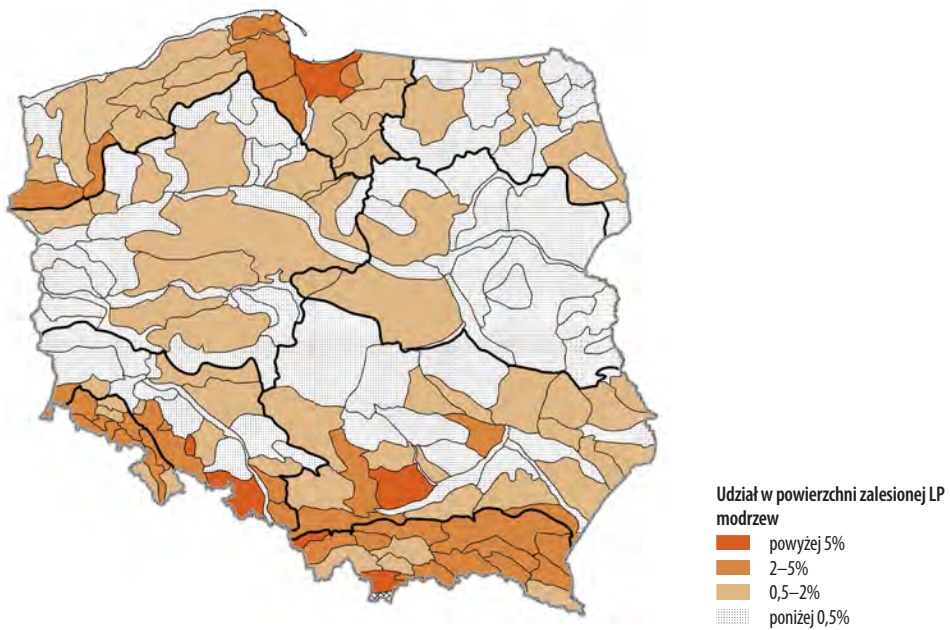 Udział w powierzchni zalesionej LP
modrzew
powyżej 5%
2–5%
0,5–2%
poniżej 0,5%